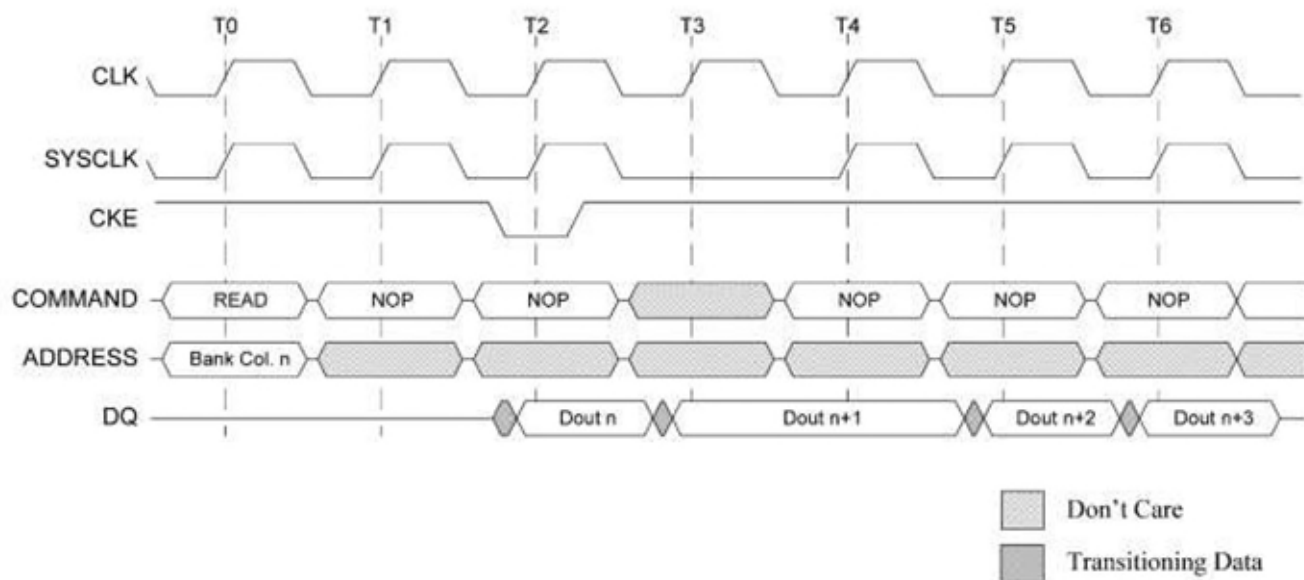 T0 T1 T2 T3 T4 T5 T6
CLK
SYSCLK
CKE
COMMAND READ NOP NOP NOP NOP NOP
ADDRESS Bank Col. n
DQ Dout n Dout n+1 Dout n+2 Dout n+3
Don't Care
Transitioning Data